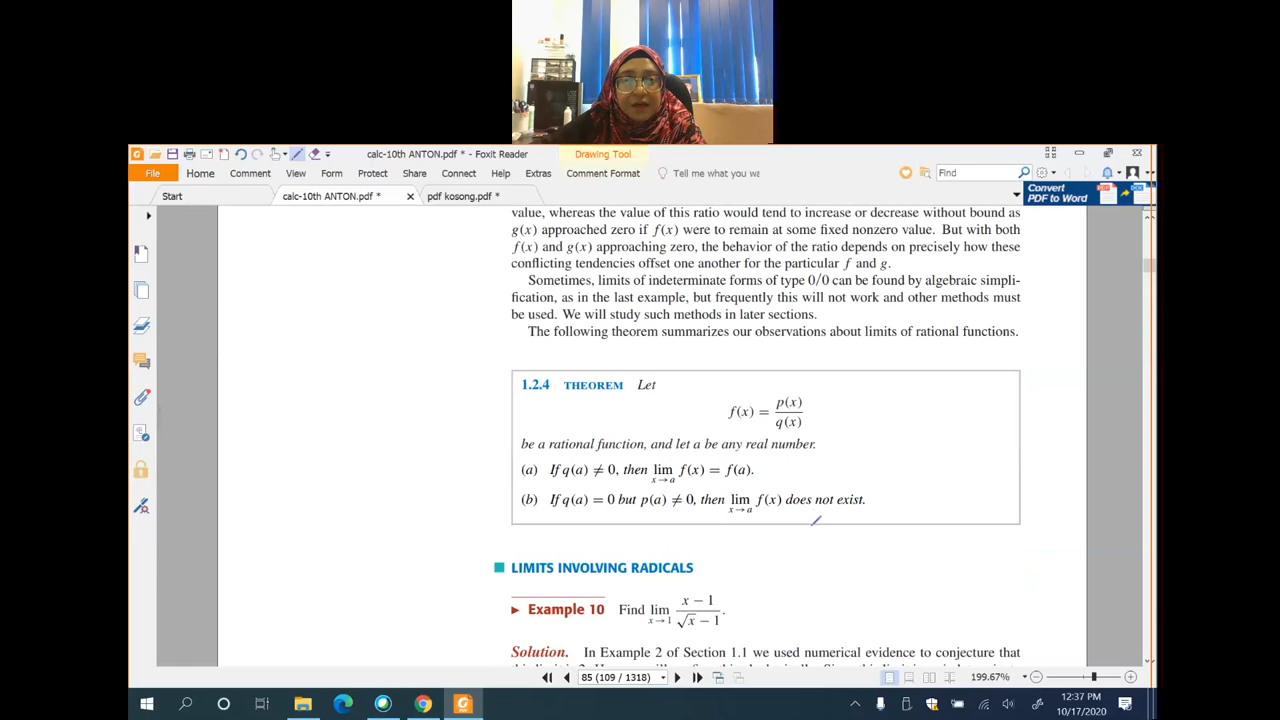 calc-10th ANTON.pdf * - Foxit Reader
Drawing Tool
File
Home
Comment
View
Form
Protect
Share
Connect
Help
Extras
Comment Format
Tell me what you wa
Find
Start
calc-10th ANTON.pdf *
pdf kosong.pdf *
Convert
PDF to Word
value, whereas the value of this ratio would tend to increase or decrease without bound as
g(x) approached zero if f(x) were to remain at some fixed nonzero value. But with both
f(x) and g(x) approaching zero, the behavior of the ratio depends on precisely how these
conflicting tendencies offset one another for the particular f and g.
Sometimes, limits of indeterminate forms of type 0/0 can be found by algebraic simpli-
fication, as in the last example, but frequently this will not work and other methods must
be used. We will study such methods in later sections.
The following theorem summarizes our observations about limits of rational functions.
1.2.4 THEOREM Let
f(x) = p(x)/q(x)
be a rational function, and let a be any real number.
(a) If q(a) ≠ 0, then lim x→a f(x) = f(a).
(b) If q(a) = 0 but p(a) ≠ 0, then lim x→a f(x) does not exist.
LIMITS INVOLVING RADICALS
Example 10 Find lim x→1 (x − 1)/(√x − 1).
Solution. In Example 2 of Section 1.1 we used numerical evidence to conjecture that
85 (109 / 1318)
199.67%
12:37 PM
10/17/2020